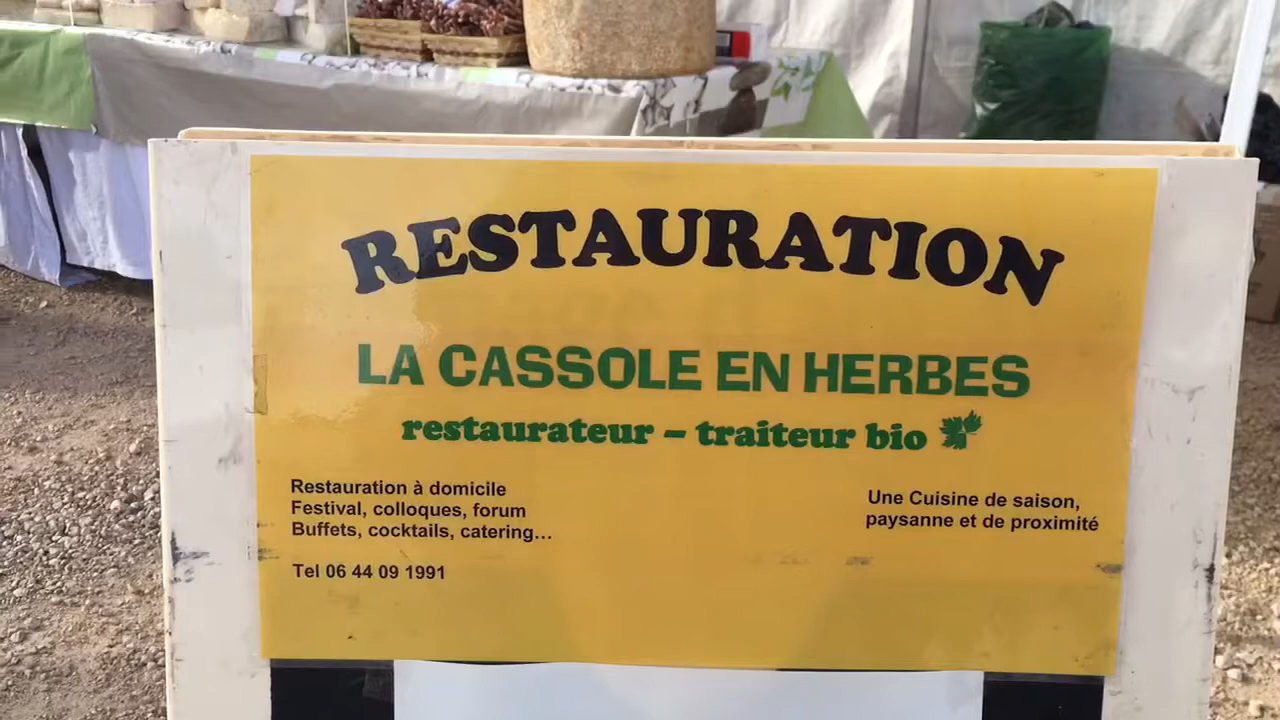 RESTAURATION
LA CASSOLE EN HERBES
restaurateur – traiteur bio
Restauration à domicile
Festival, colloques, forum
Buffets, cocktails, catering...
Tel 06 44 09 1991
Une Cuisine de saison,
paysanne et de proximité